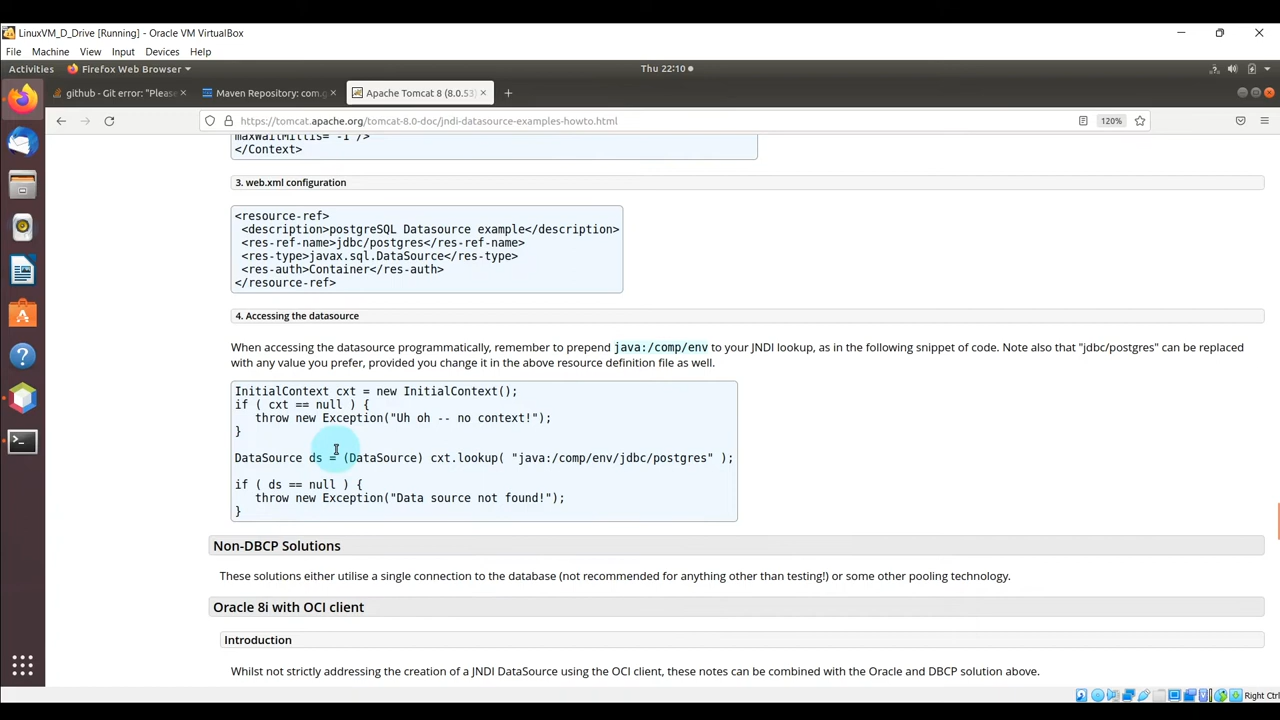 LinuxVM_D_Drive [Running] - Oracle VM VirtualBox
File Machine View Input Devices Help
Activities Firefox Web Browser Thu 22:10
github - Git error: "Please Maven Repository: com.g Apache Tomcat 8 (8.0.53)
https://tomcat.apache.org/tomcat-8.0-doc/jndi-datasource-examples-howto.html 120%
maxWaitMillis="-1"/>
</Context>
3. web.xml configuration
<resource-ref>
<description>postgreSQL Datasource example</description>
<res-ref-name>jdbc/postgres</res-ref-name>
<res-type>javax.sql.DataSource</res-type>
<res-auth>Container</res-auth>
</resource-ref>
4. Accessing the datasource
When accessing the datasource programmatically, remember to prepend java:/comp/env to your JNDI lookup, as in the following snippet of code. Note also that "jdbc/postgres" can be replaced
with any value you prefer, provided you change it in the above resource definition file as well.
InitialContext cxt = new InitialContext();
if ( cxt == null ) {
throw new Exception("Uh oh -- no context!");
}
DataSource ds = (DataSource) cxt.lookup( "java:/comp/env/jdbc/postgres" );
if ( ds == null ) {
throw new Exception("Data source not found!");
}
Non-DBCP Solutions
These solutions either utilise a single connection to the database (not recommended for anything other than testing!) or some other pooling technology.
Oracle 8i with OCI client
Introduction
Whilst not strictly addressing the creation of a JNDI DataSource using the OCI client, these notes can be combined with the Oracle and DBCP solution above.
Right Ctrl